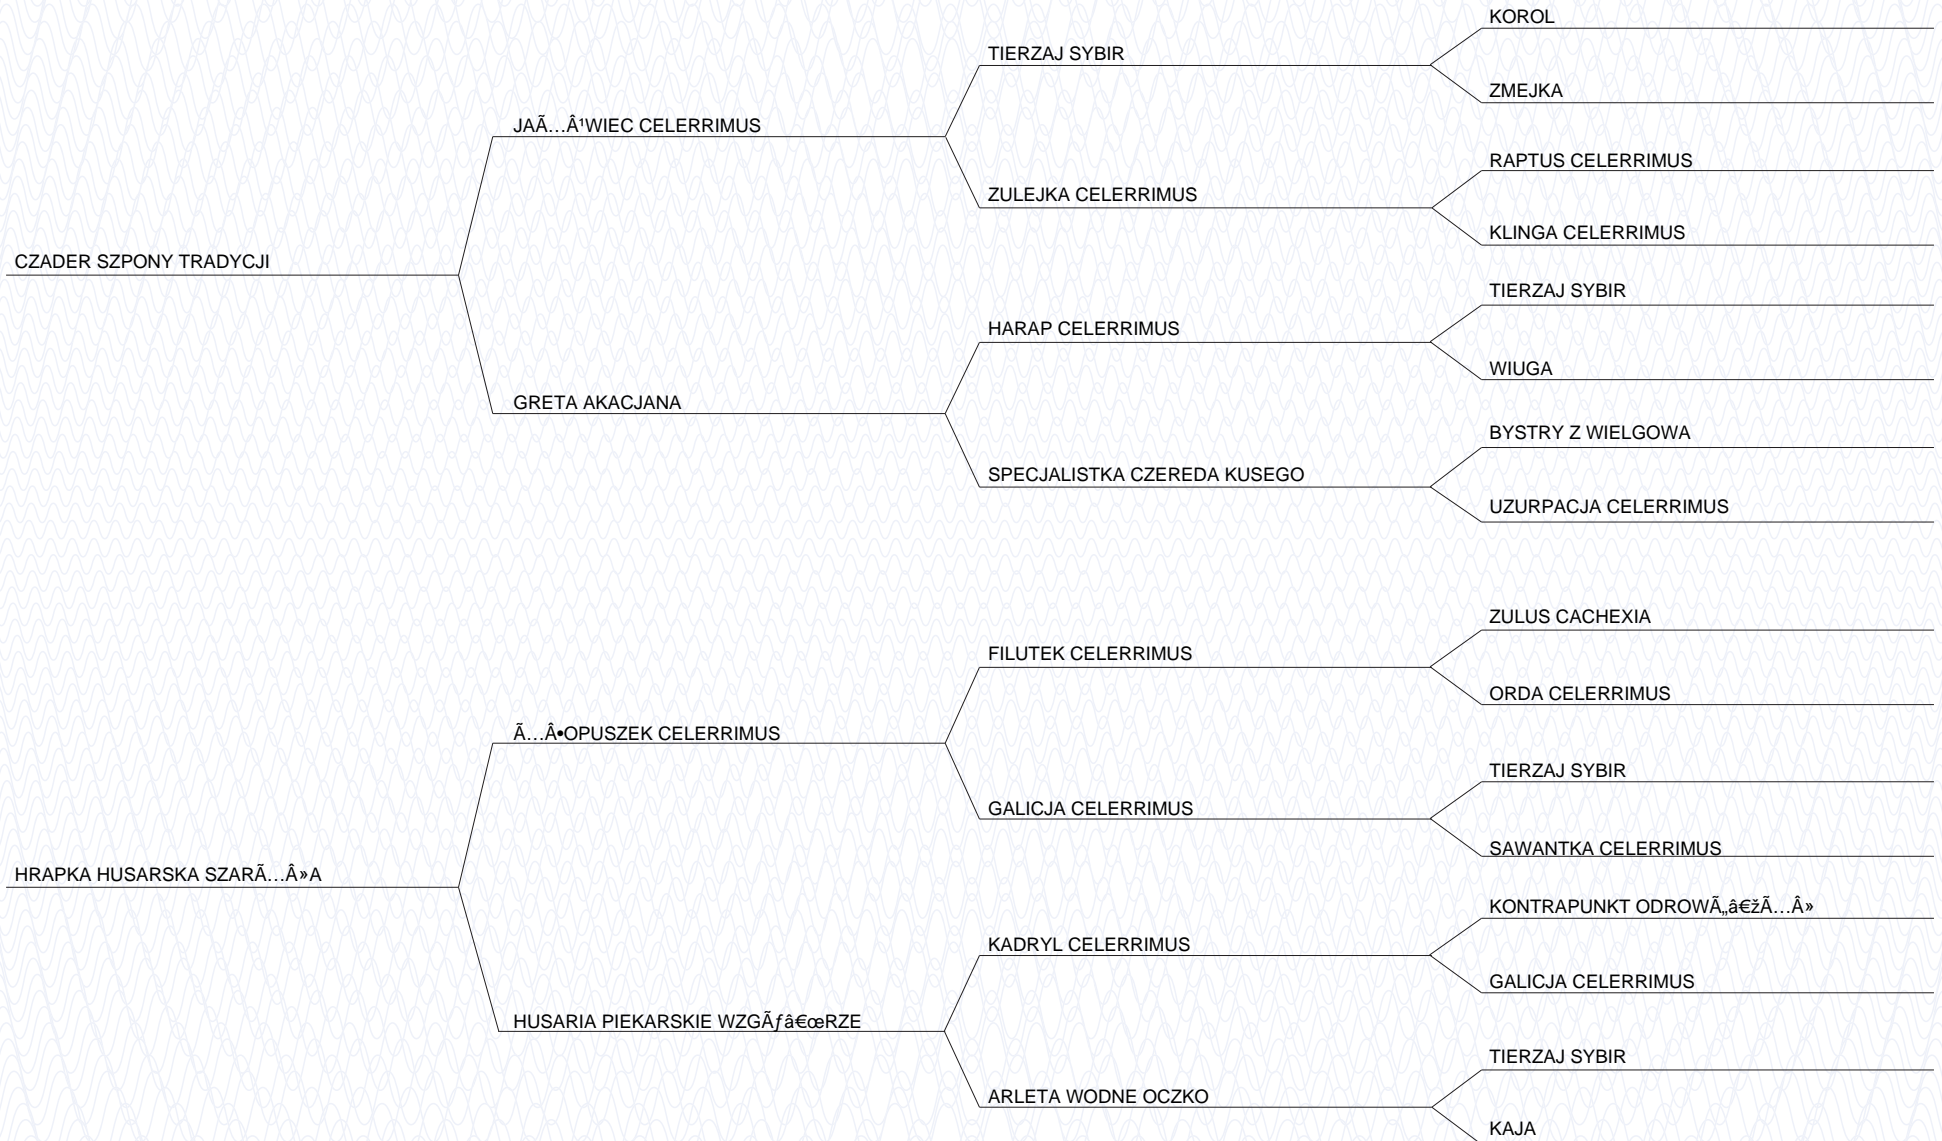 KOROL
TIERZAJ SYBIR
ZMEJKA
JAÃ…Â¹WIEC CELERRIMUS
RAPTUS CELERRIMUS
ZULEJKA CELERRIMUS
KLINGA CELERRIMUS
CZADER SZPONY TRADYCJI
TIERZAJ SYBIR
HARAP CELERRIMUS
WIUGA
GRETA AKACJANA
BYSTRY Z WIELGOWA
SPECJALISTKA CZEREDA KUSEGO
UZURPACJA CELERRIMUS
ZULUS CACHEXIA
FILUTEK CELERRIMUS
ORDA CELERRIMUS
Ã…Â•OPUSZEK CELERRIMUS
TIERZAJ SYBIR
GALICJA CELERRIMUS
SAWANTKA CELERRIMUS
HRAPKA HUSARSKA SZARÃ…Â»A
KONTRAPUNKT ODROWÃ„â€žÃ…Â»
KADRYL CELERRIMUS
GALICJA CELERRIMUS
HUSARIA PIEKARSKIE WZGÃƒâ€œRZE
TIERZAJ SYBIR
ARLETA WODNE OCZKO
KAJA